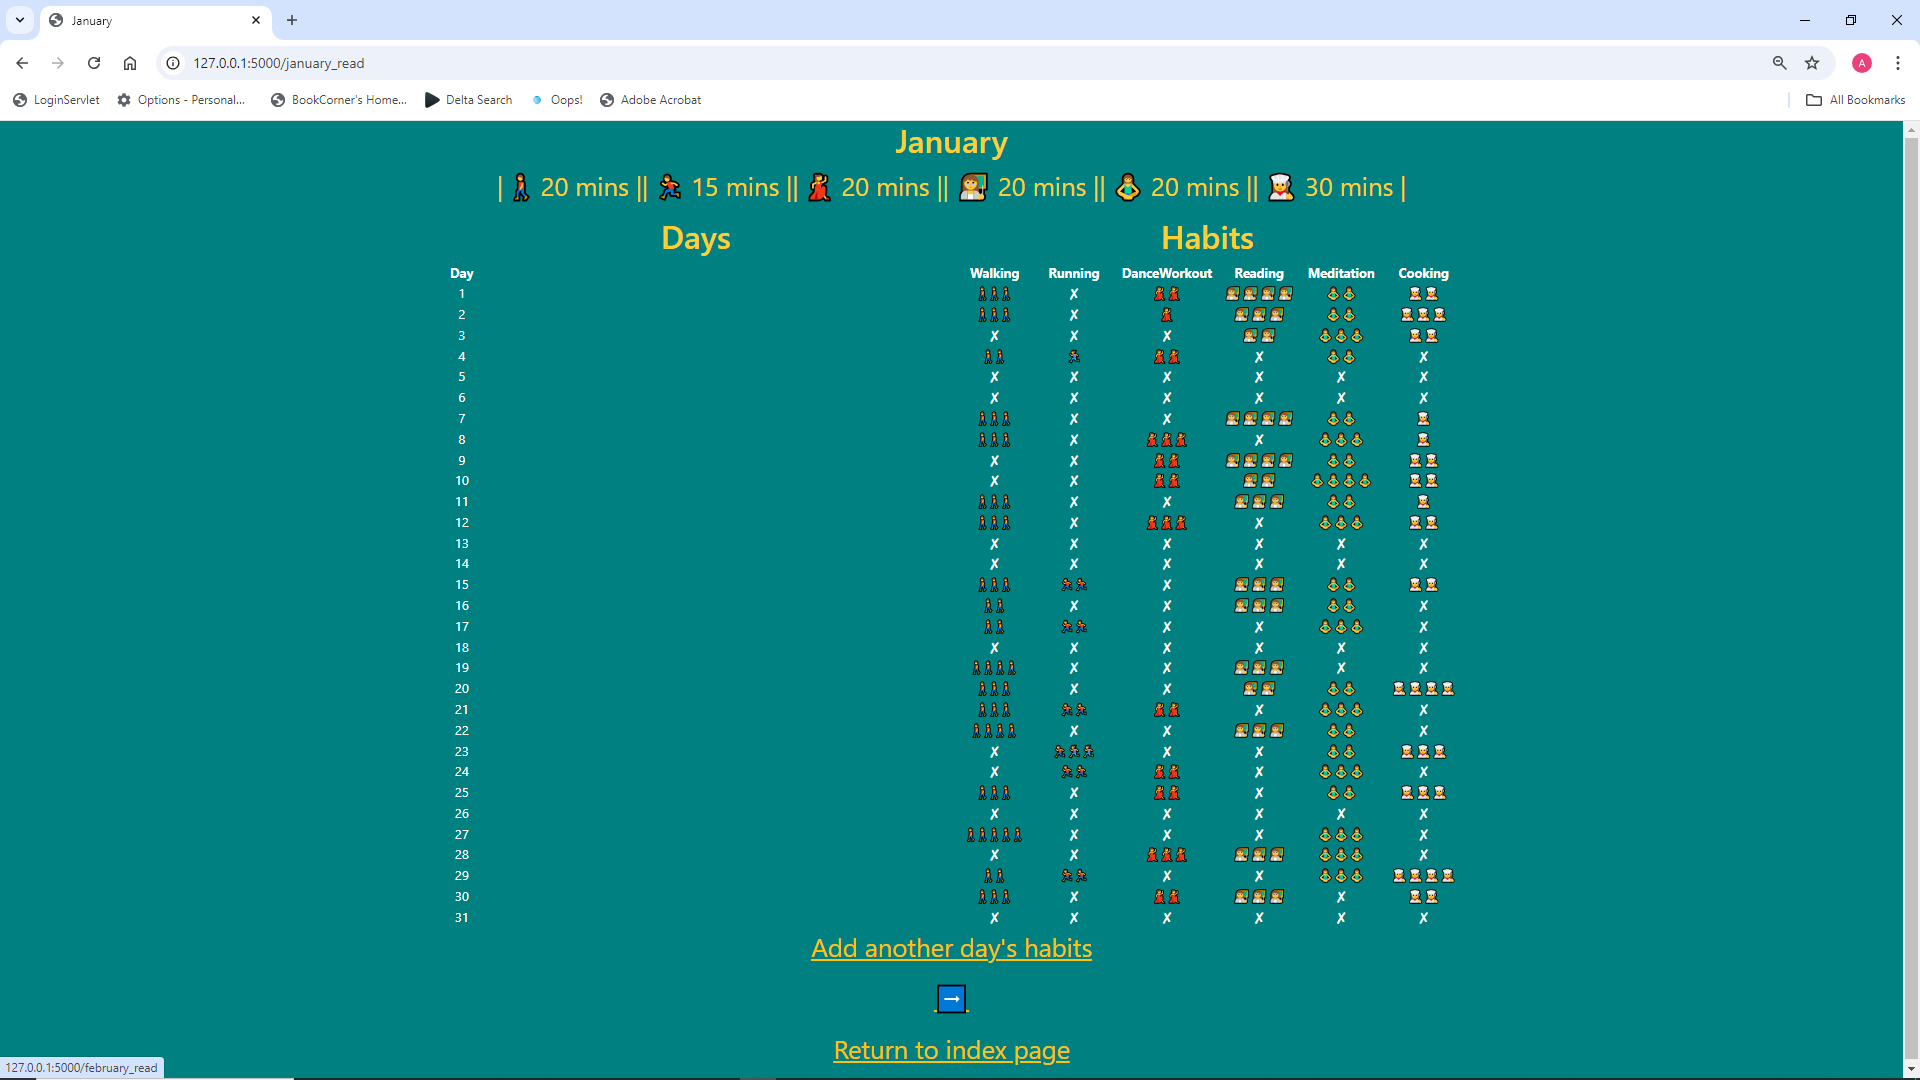 January
127.0.0.1:5000/january_read
A
LoginServlet Options - Personal... BookCorner's Home... Delta Search Oops! Adobe Acrobat All Bookmarks
January
| 🚶 20 mins || 🏃 15 mins || 💃 20 mins || 👩‍🏫 20 mins || 🧘 20 mins || 👨‍🍳 30 mins |
Days Habits
Day Walking Running DanceWorkout Reading Meditation Cooking
1 ✗
2 ✗
3 ✗ ✗ ✗
4 ✗ ✗
5 ✗ ✗ ✗ ✗ ✗ ✗
6 ✗ ✗ ✗ ✗ ✗ ✗
7 ✗ ✗
8 ✗ ✗
9 ✗ ✗
10 ✗ ✗
11 ✗ ✗
12 ✗ ✗
13 ✗ ✗ ✗ ✗ ✗ ✗
14 ✗ ✗ ✗ ✗ ✗ ✗
15 ✗
16 ✗ ✗ ✗
17 ✗ ✗ ✗
18 ✗ ✗ ✗ ✗ ✗ ✗
19 ✗ ✗ ✗ ✗
20 ✗ ✗
21 ✗ ✗
22 ✗ ✗ ✗
23 ✗ ✗ ✗
24 ✗ ✗ ✗
25 ✗ ✗
26 ✗ ✗ ✗ ✗ ✗ ✗
27 ✗ ✗ ✗ ✗
28 ✗ ✗ ✗
29 ✗ ✗
30 ✗ ✗
31 ✗ ✗ ✗ ✗ ✗ ✗
Add another day's habits
→
Return to index page
127.0.0.1:5000/february_read